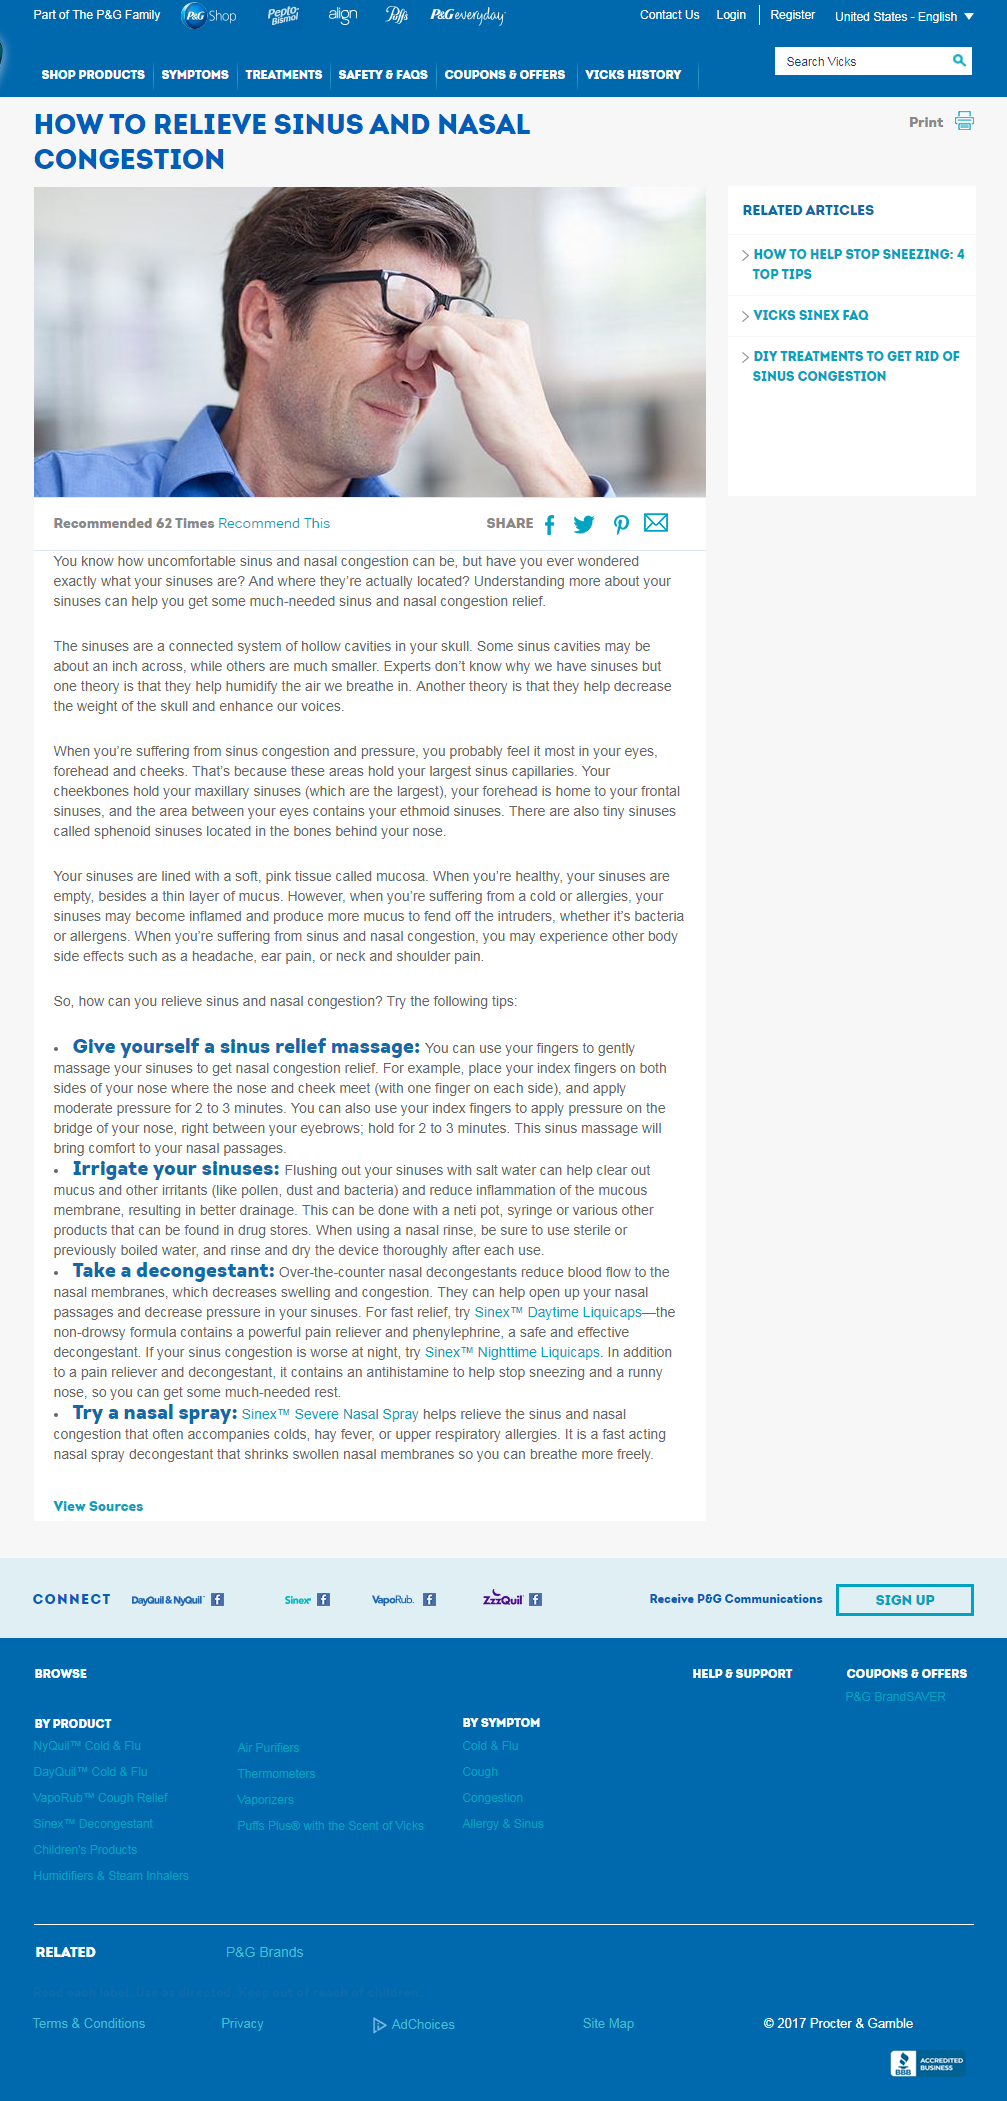 Part of The P&G Family P&G Shop Pepto Bismol align Puffs P&G everyday Contact Us Login Register United States - English
SHOP PRODUCTS SYMPTOMS TREATMENTS SAFETY & FAQS COUPONS & OFFERS VICKS HISTORY Search Vicks
HOW TO RELIEVE SINUS AND NASAL
CONGESTION
Print
RELATED ARTICLES
HOW TO HELP STOP SNEEZING: 4
TOP TIPS
VICKS SINEX FAQ
DIY TREATMENTS TO GET RID OF
SINUS CONGESTION
Recommended 62 Times Recommend This SHARE
You know how uncomfortable sinus and nasal congestion can be, but have you ever wondered
exactly what your sinuses are? And where they’re actually located? Understanding more about your
sinuses can help you get some much-needed sinus and nasal congestion relief.
The sinuses are a connected system of hollow cavities in your skull. Some sinus cavities may be
about an inch across, while others are much smaller. Experts don’t know why we have sinuses but
one theory is that they help humidify the air we breathe in. Another theory is that they help decrease
the weight of the skull and enhance our voices.
When you’re suffering from sinus congestion and pressure, you probably feel it most in your eyes,
forehead and cheeks. That’s because these areas hold your largest sinus capillaries. Your
cheekbones hold your maxillary sinuses (which are the largest), your forehead is home to your frontal
sinuses, and the area between your eyes contains your ethmoid sinuses. There are also tiny sinuses
called sphenoid sinuses located in the bones behind your nose.
Your sinuses are lined with a soft, pink tissue called mucosa. When you’re healthy, your sinuses are
empty, besides a thin layer of mucus. However, when you’re suffering from a cold or allergies, your
sinuses may become inflamed and produce more mucus to fend off the intruders, whether it’s bacteria
or allergens. When you’re suffering from sinus and nasal congestion, you may experience other body
side effects such as a headache, ear pain, or neck and shoulder pain.
So, how can you relieve sinus and nasal congestion? Try the following tips:
• Give yourself a sinus relief massage: You can use your fingers to gently
massage your sinuses to get nasal congestion relief. For example, place your index fingers on both
sides of your nose where the nose and cheek meet (with one finger on each side), and apply
moderate pressure for 2 to 3 minutes. You can also use your index fingers to apply pressure on the
bridge of your nose, right between your eyebrows; hold for 2 to 3 minutes. This sinus massage will
bring comfort to your nasal passages.
• Irrigate your sinuses: Flushing out your sinuses with salt water can help clear out
mucus and other irritants (like pollen, dust and bacteria) and reduce inflammation of the mucous
membrane, resulting in better drainage. This can be done with a neti pot, syringe or various other
products that can be found in drug stores. When using a nasal rinse, be sure to use sterile or
previously boiled water, and rinse and dry the device thoroughly after each use.
• Take a decongestant: Over-the-counter nasal decongestants reduce blood flow to the
nasal membranes, which decreases swelling and congestion. They can help open up your nasal
passages and decrease pressure in your sinuses. For fast relief, try Sinex™ Daytime Liquicaps—the
non-drowsy formula contains a powerful pain reliever and phenylephrine, a safe and effective
decongestant. If your sinus congestion is worse at night, try Sinex™ Nighttime Liquicaps. In addition
to a pain reliever and decongestant, it contains an antihistamine to help stop sneezing and a runny
nose, so you can get some much-needed rest.
• Try a nasal spray: Sinex™ Severe Nasal Spray helps relieve the sinus and nasal
congestion that often accompanies colds, hay fever, or upper respiratory allergies. It is a fast acting
nasal spray decongestant that shrinks swollen nasal membranes so you can breathe more freely.
View Sources
CONNECT DayQuil & NyQuil Sinex VapoRub. ZzzQuil Receive P&G Communications SIGN UP
BROWSE HELP & SUPPORT COUPONS & OFFERS
P&G BrandSAVER
BY PRODUCT BY SYMPTOM
NyQuil™ Cold & Flu Air Purifiers Cold & Flu
DayQuil™ Cold & Flu Thermometers Cough
VapoRub™ Cough Relief Vaporizers Congestion
Sinex™ Decongestant Puffs Plus® with the Scent of Vicks Allergy & Sinus
Children's Products
Humidifiers & Steam Inhalers
RELATED P&G Brands
Read each label. Use as directed. Keep out of reach of children.
Terms & Conditions Privacy AdChoices Site Map © 2017 Procter & Gamble
BBB ACCREDITED
BUSINESS